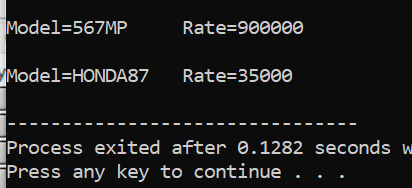 Model=567MP Rate=900000
Model=HONDA87 Rate=35000
--------------------------------
Process exited after 0.1282 seconds w
Press any key to continue . . .